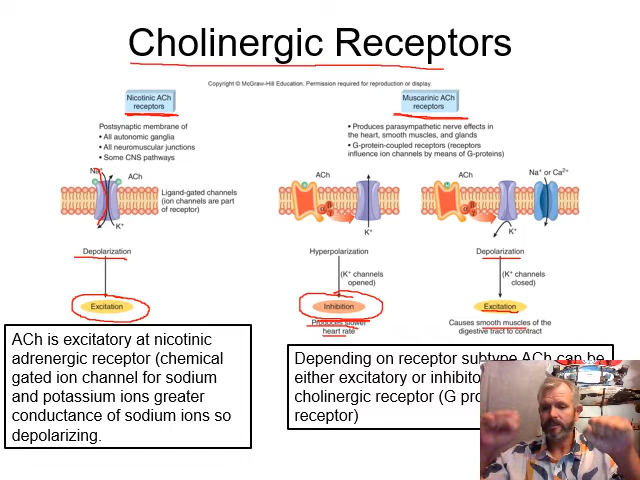 Cholinergic Receptors
Copyright © McGraw-Hill Education. Permission required for reproduction or display.
Nicotinic ACh
receptors
Postsynaptic membrane of
• All autonomic ganglia
• All neuromuscular junctions
• Some CNS pathways
Na⁺
ACh
Ligand-gated channels
(ion channels are part
of receptor)
K⁺
Depolarization
Excitation
Muscarinic ACh
receptors
• Produces parasympathetic nerve effects in
the heart, smooth muscles, and glands
• G-protein-coupled receptors (receptors
influence ion channels by means of G-proteins)
ACh
α
β
γ
K⁺
Hyperpolarization
(K⁺ channels
opened)
Inhibition
Produces slower
heart rate
ACh
α
β
γ
Na⁺ or Ca²⁺
K⁺
Depolarization
(K⁺ channels
closed)
Excitation
Causes smooth muscles of the
digestive tract to contract
ACh is excitatory at nicotinic
adrenergic receptor (chemical
gated ion channel for sodium
and potassium ions greater
conductance of sodium ions so
depolarizing.
Depending on receptor subtype ACh can be
either excitatory or
cholinergic receptor (G
receptor)